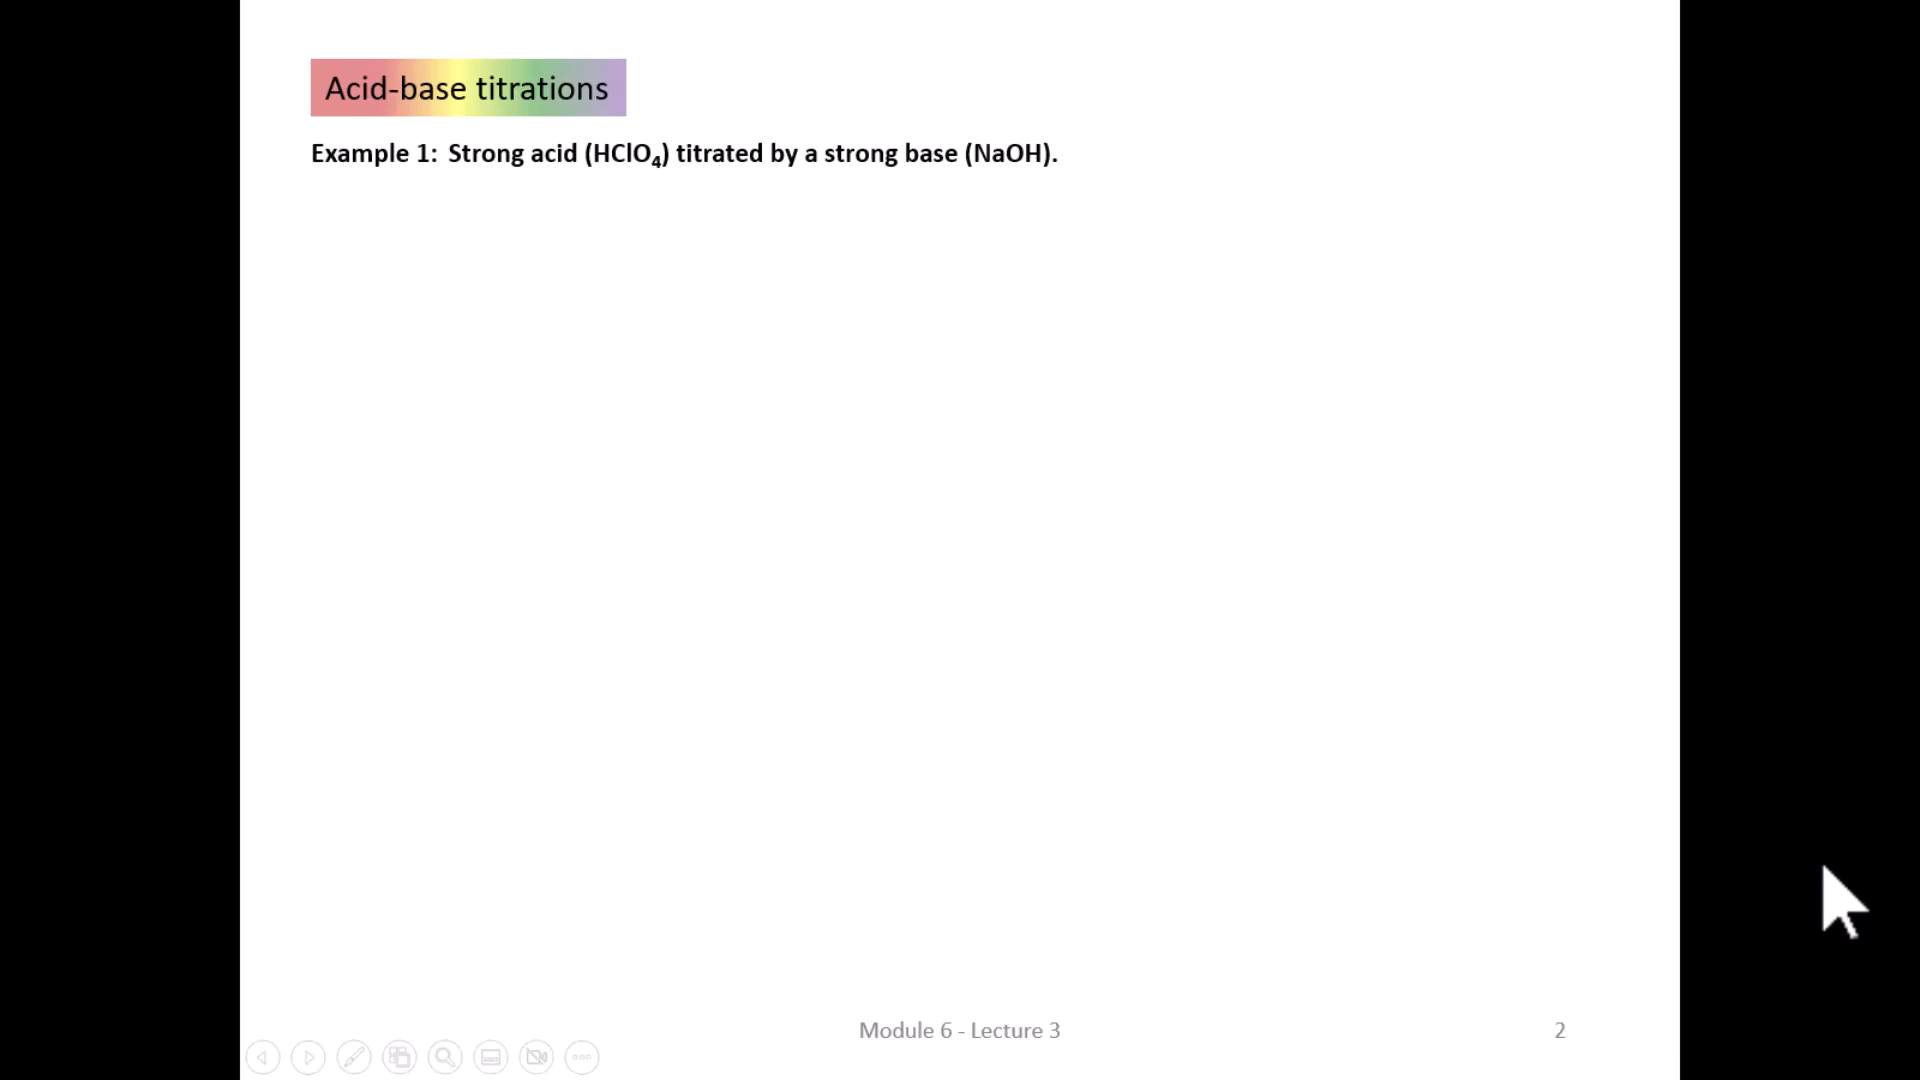 Acid-base titrations
Example 1: Strong acid (HClO₄) titrated by a strong base (NaOH).
Module 6 - Lecture 3
2